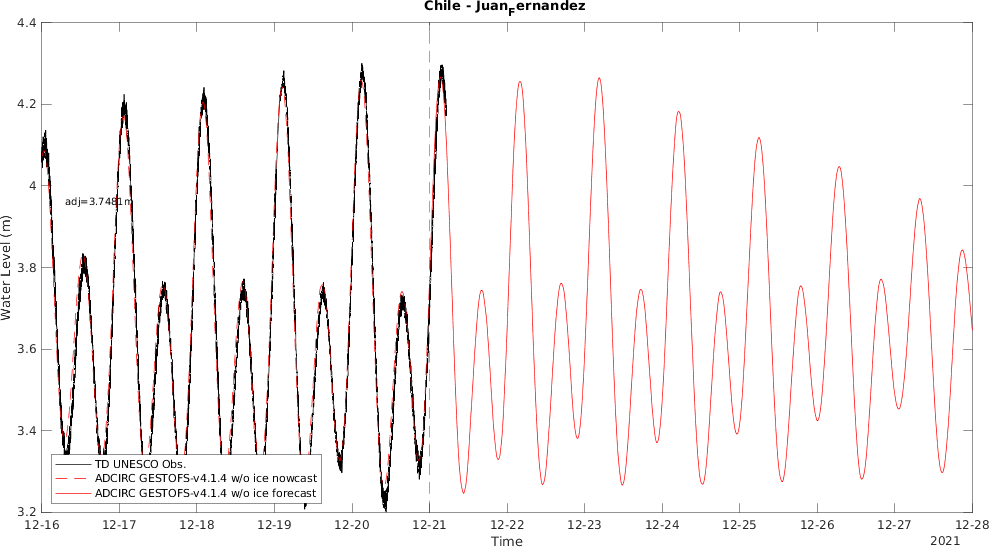 Chile - JuanFernandez
4.4
4.2
4
3.8
3.6
3.4
3.2
Water Level (m)
adj=3.7481m
TD UNESCO Obs.
ADCIRC GESTOFS-v4.1.4 w/o ice nowcast
ADCIRC GESTOFS-v4.1.4 w/o ice forecast
12-16 12-17 12-18 12-19 12-20 12-21 12-22 12-23 12-24 12-25 12-26 12-27 12-28
Time
2021